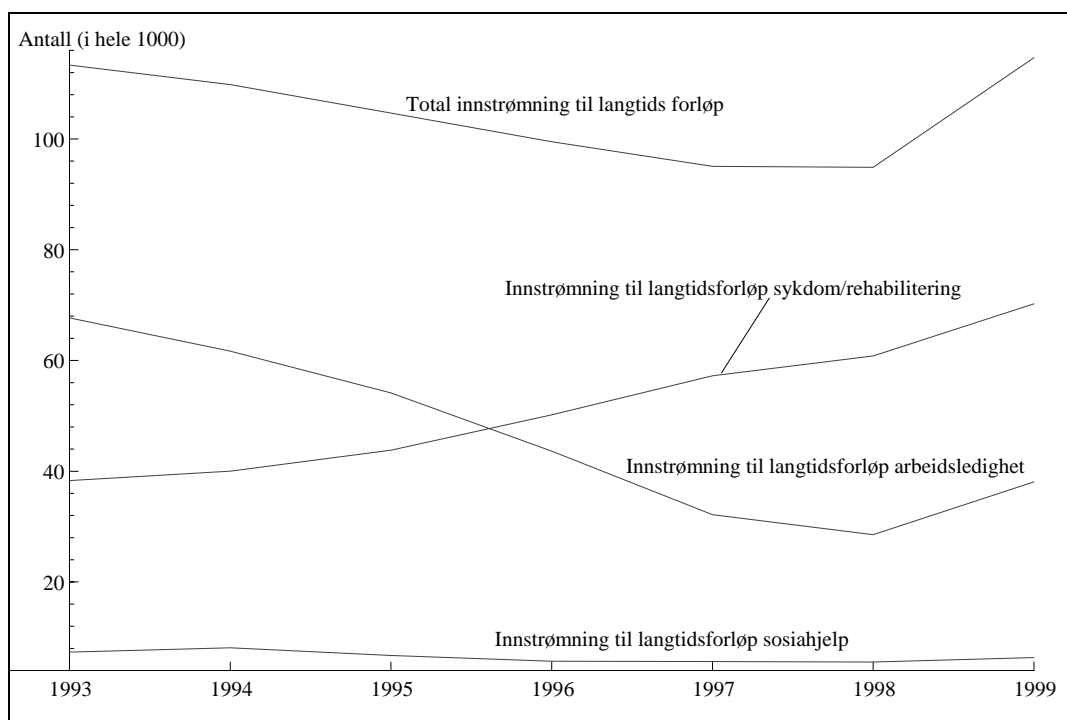 Antall (i hele 1000)
Total innstrømning til langtids forløp
100
80
Innstrømning til langtidsforløp sykdom/rehabilitering
60
40
Innstrømning til langtidsforløp arbeidsledighet
20
Innstrømning til langtidsforløp sosiahjelp
1993 1994 1995 1996 1997 1998 1999